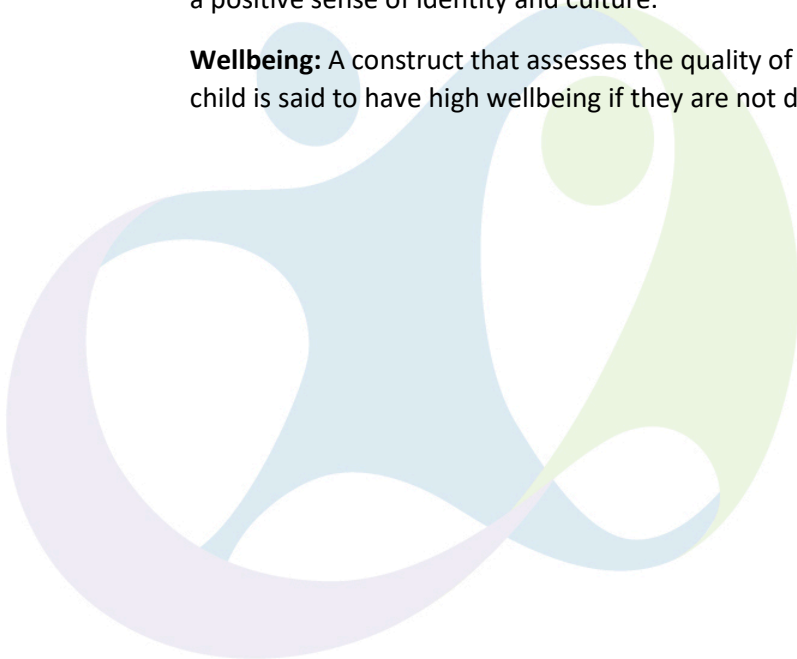 a positive sense of identity and culture.
Wellbeing: A construct that assesses the quality of
child is said to have high wellbeing if they are not d